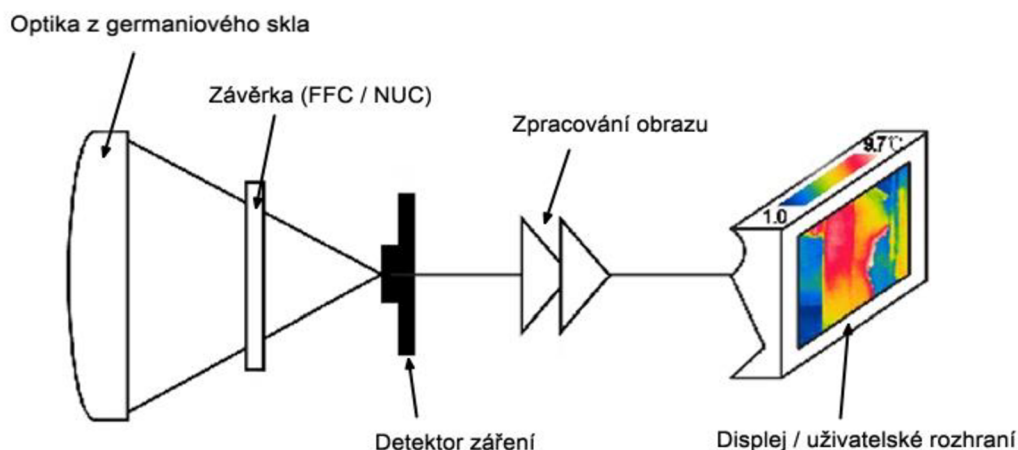 Optika z germaniového skla
Závěrka (FFC / NUC)
Zpracování obrazu
9.7°C
1.0
Detektor záření
Displej / uživatelské rozhraní